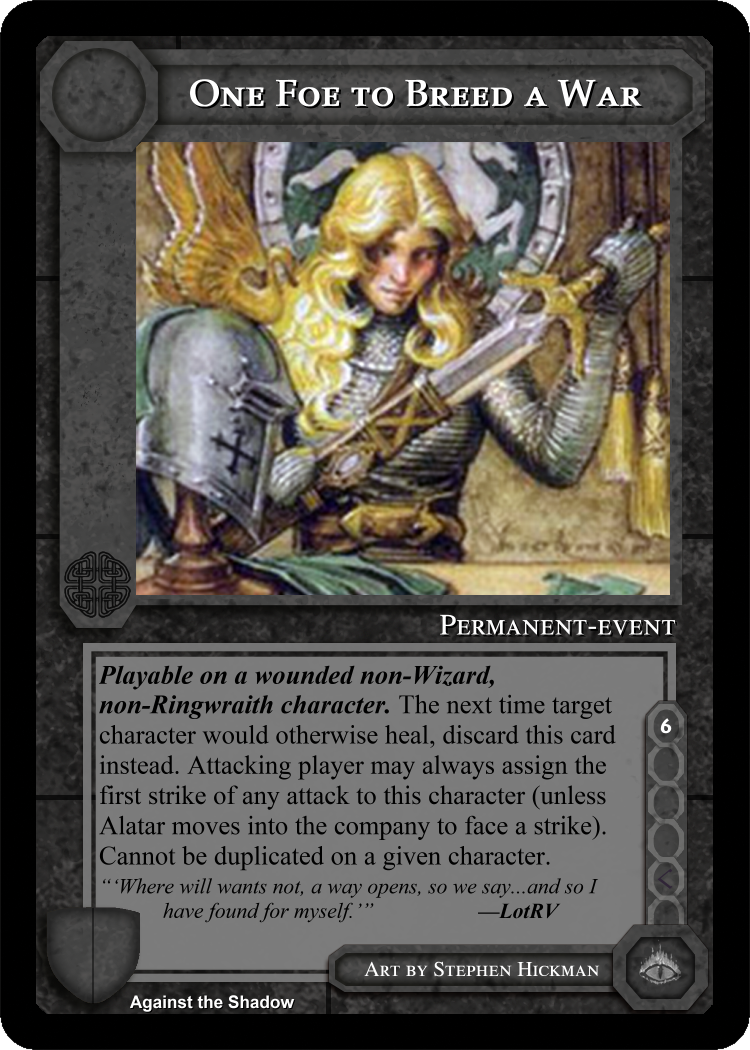 One Foe to Breed a War
Permanent-event
Playable on a wounded non-Wizard,
non-Ringwraith character. The next time target
character would otherwise heal, discard this card
instead. Attacking player may always assign the
first strike of any attack to this character (unless
Alatar moves into the company to face a strike).
Cannot be duplicated on a given character.
6
“‘Where will wants not, a way opens, so we say...and so I
have found for myself.’” —LotRV
Art by Stephen Hickman
Against the Shadow